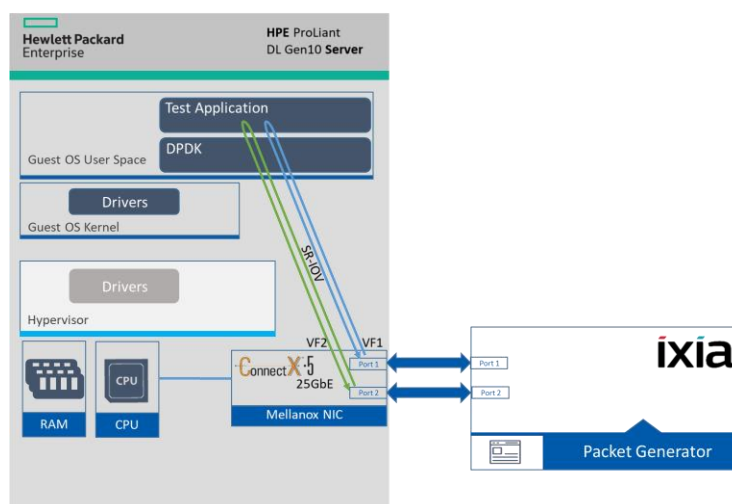 Hewlett Packard
Enterprise
HPE ProLiant
DL Gen10 Server
Test Application
DPDK
Guest OS User Space
Drivers
Guest OS Kernel
SR-IOV
Drivers
Hypervisor
VF2
VF1
ConnectX·5
25GbE
Port 1
Port 2
Mellanox NIC
CPU
RAM
CPU
ixia
Port 1
Port 2
Packet Generator